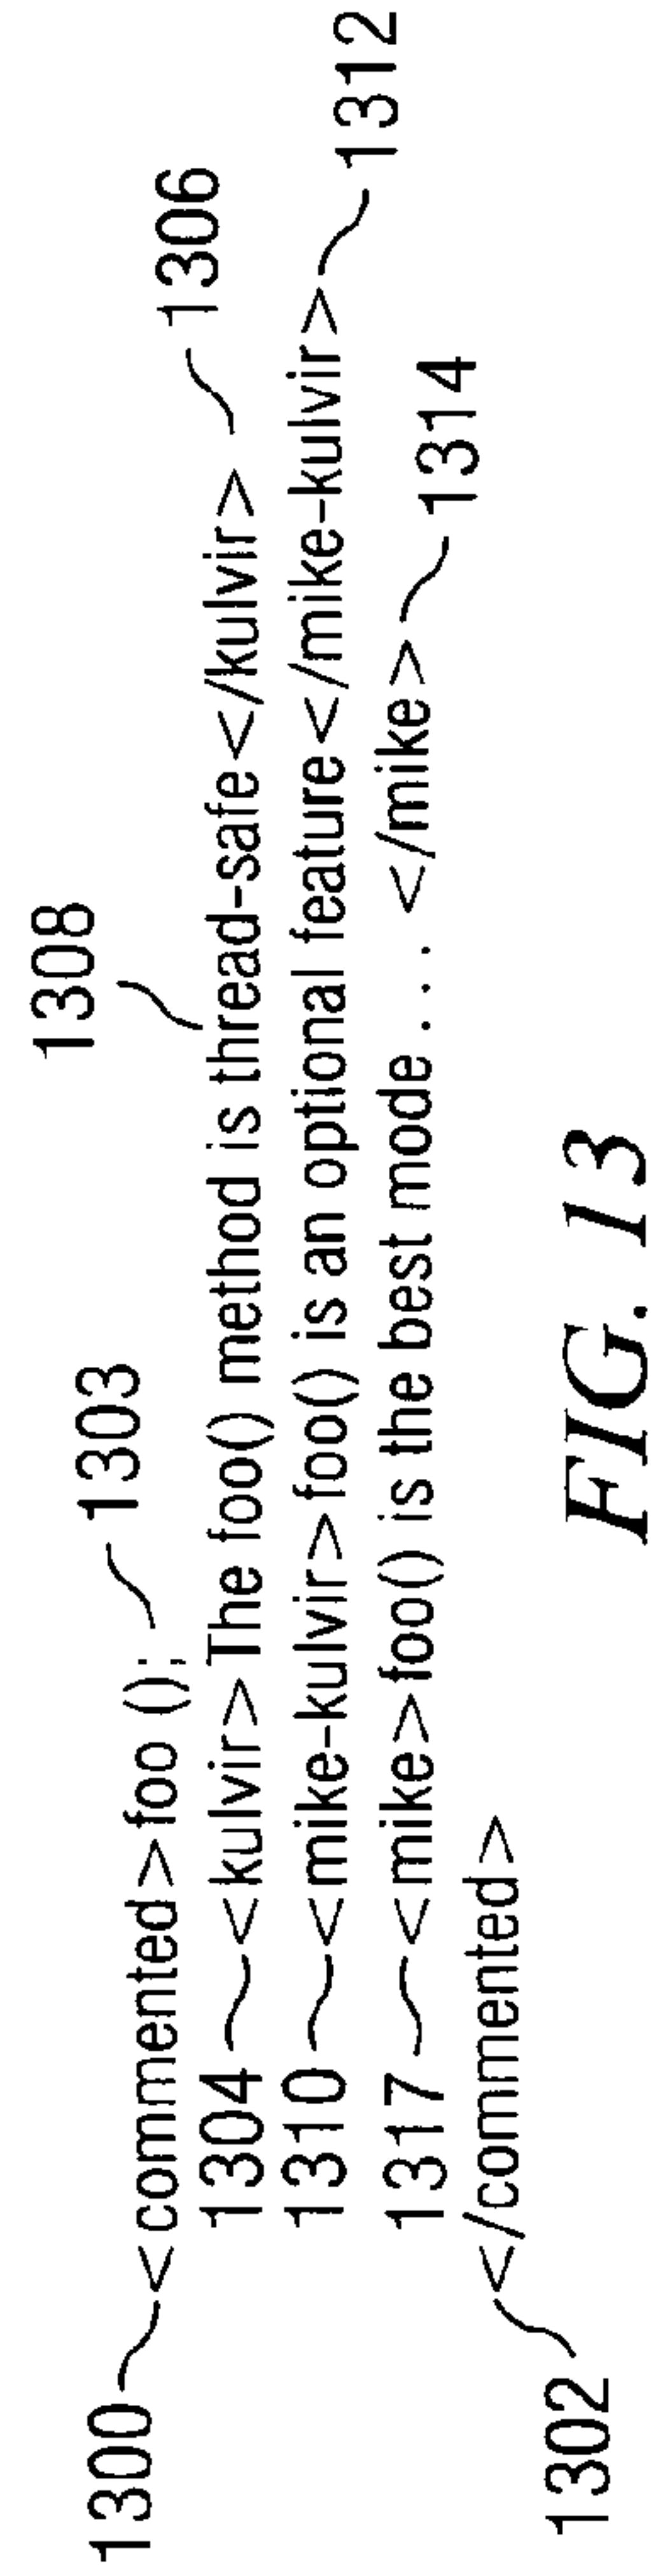 1300 <commented>foo (); 1303
1308
1304 <kulvir>The foo() method is thread-safe</kulvir> 1306
1310 <mike-kulvir>foo() is an optional feature</mike-kulvir> 1312
1317 <mike>foo() is the best mode.... </mike> 1314
1302 </commented>
FIG. 13